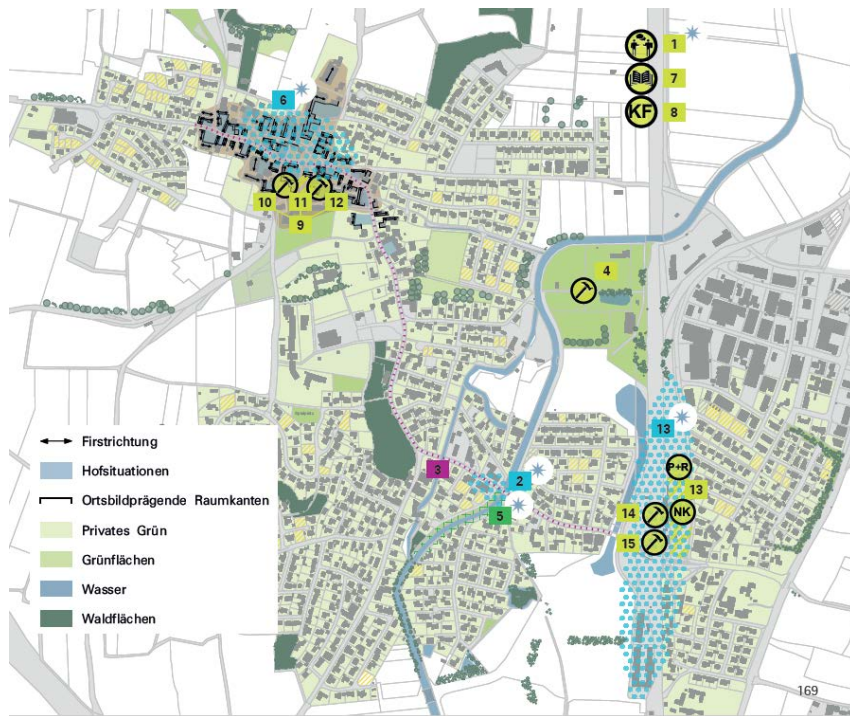 1
7
KF 8
6
10 11 12
9
4
13
P+R
13
3
2
5
14 NK
15
Firstrichtung
Hofsituationen
Ortsbildprägende Raumkanten
Privates Grün
Grünflächen
Wasser
Waldflächen
169